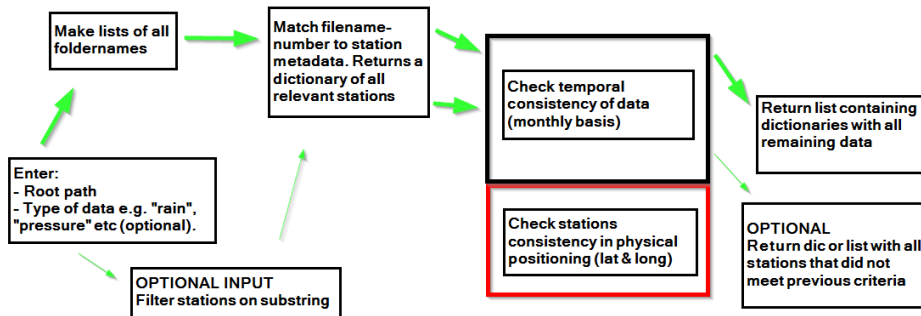 Make lists of all
foldernames
Match filename-
number to station
metadata. Returns a
dictionary of all
relevant stations
Check temporal
consistency of data
(monthly basis)
Return list containing
dictionaries with all
remaining data
Enter:
- Root path
- Type of data e.g. "rain",
"pressure" etc (optional).
Check stations
consistency in physical
positioning (lat & long)
OPTIONAL
Return dic or list with all
stations that did not
meet previous criteria
OPTIONAL INPUT
Filter stations on substring